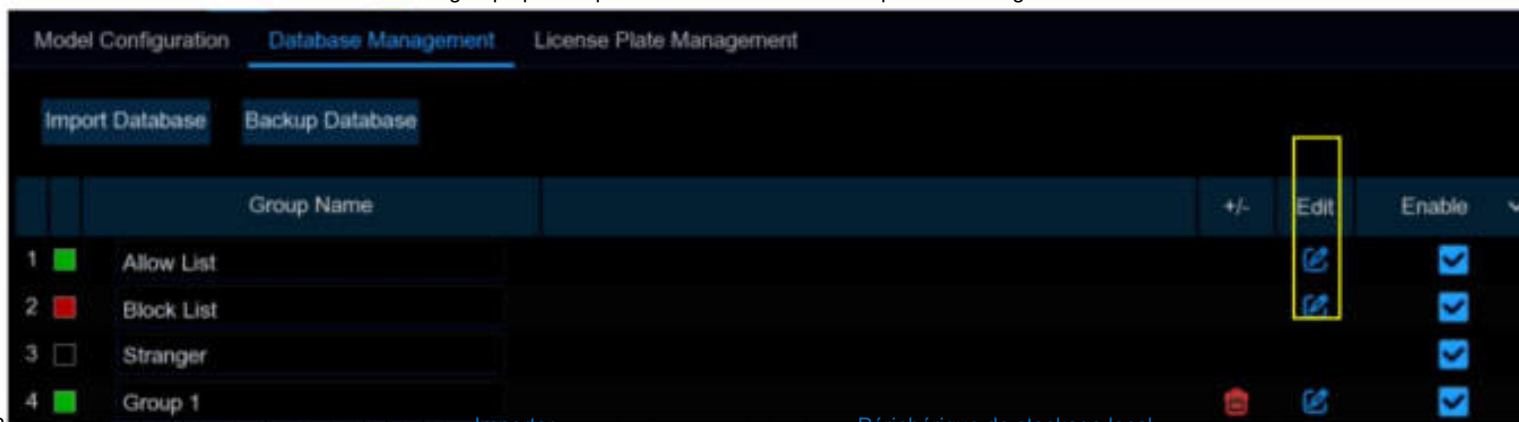 Model Configuration Database Management License Plate Management
Import Database Backup Database
Group Name +/- Edit Enable
1 Allow List
2 Block List
3 Stranger
4 Group 1